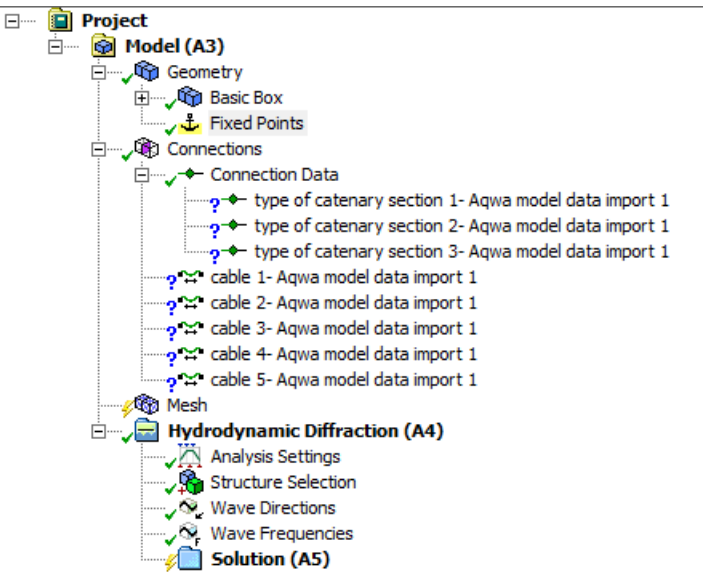 Project
Model (A3)
Geometry
Basic Box
Fixed Points
Connections
Connection Data
type of catenary section 1- Aqwa model data import 1
type of catenary section 2- Aqwa model data import 1
type of catenary section 3- Aqwa model data import 1
cable 1- Aqwa model data import 1
cable 2- Aqwa model data import 1
cable 3- Aqwa model data import 1
cable 4- Aqwa model data import 1
cable 5- Aqwa model data import 1
Mesh
Hydrodynamic Diffraction (A4)
Analysis Settings
Structure Selection
Wave Directions
Wave Frequencies
Solution (A5)